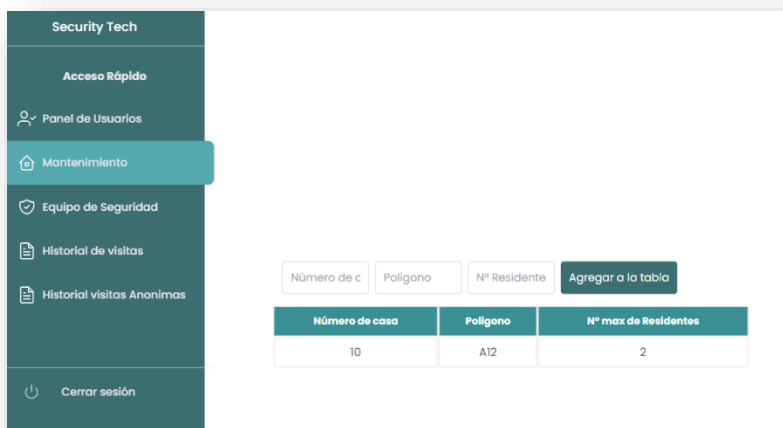 Security Tech
Acceso Rápido
Panel de Usuarios
Mantenimiento
Equipo de Seguridad
Historial de visitas
Historial visitas Anonimas
Cerrar sesión
Número de c Poligono Nº Residente Agregar a la tabla
Número de casa Poligono Nº max de Residentes
10 A12 2